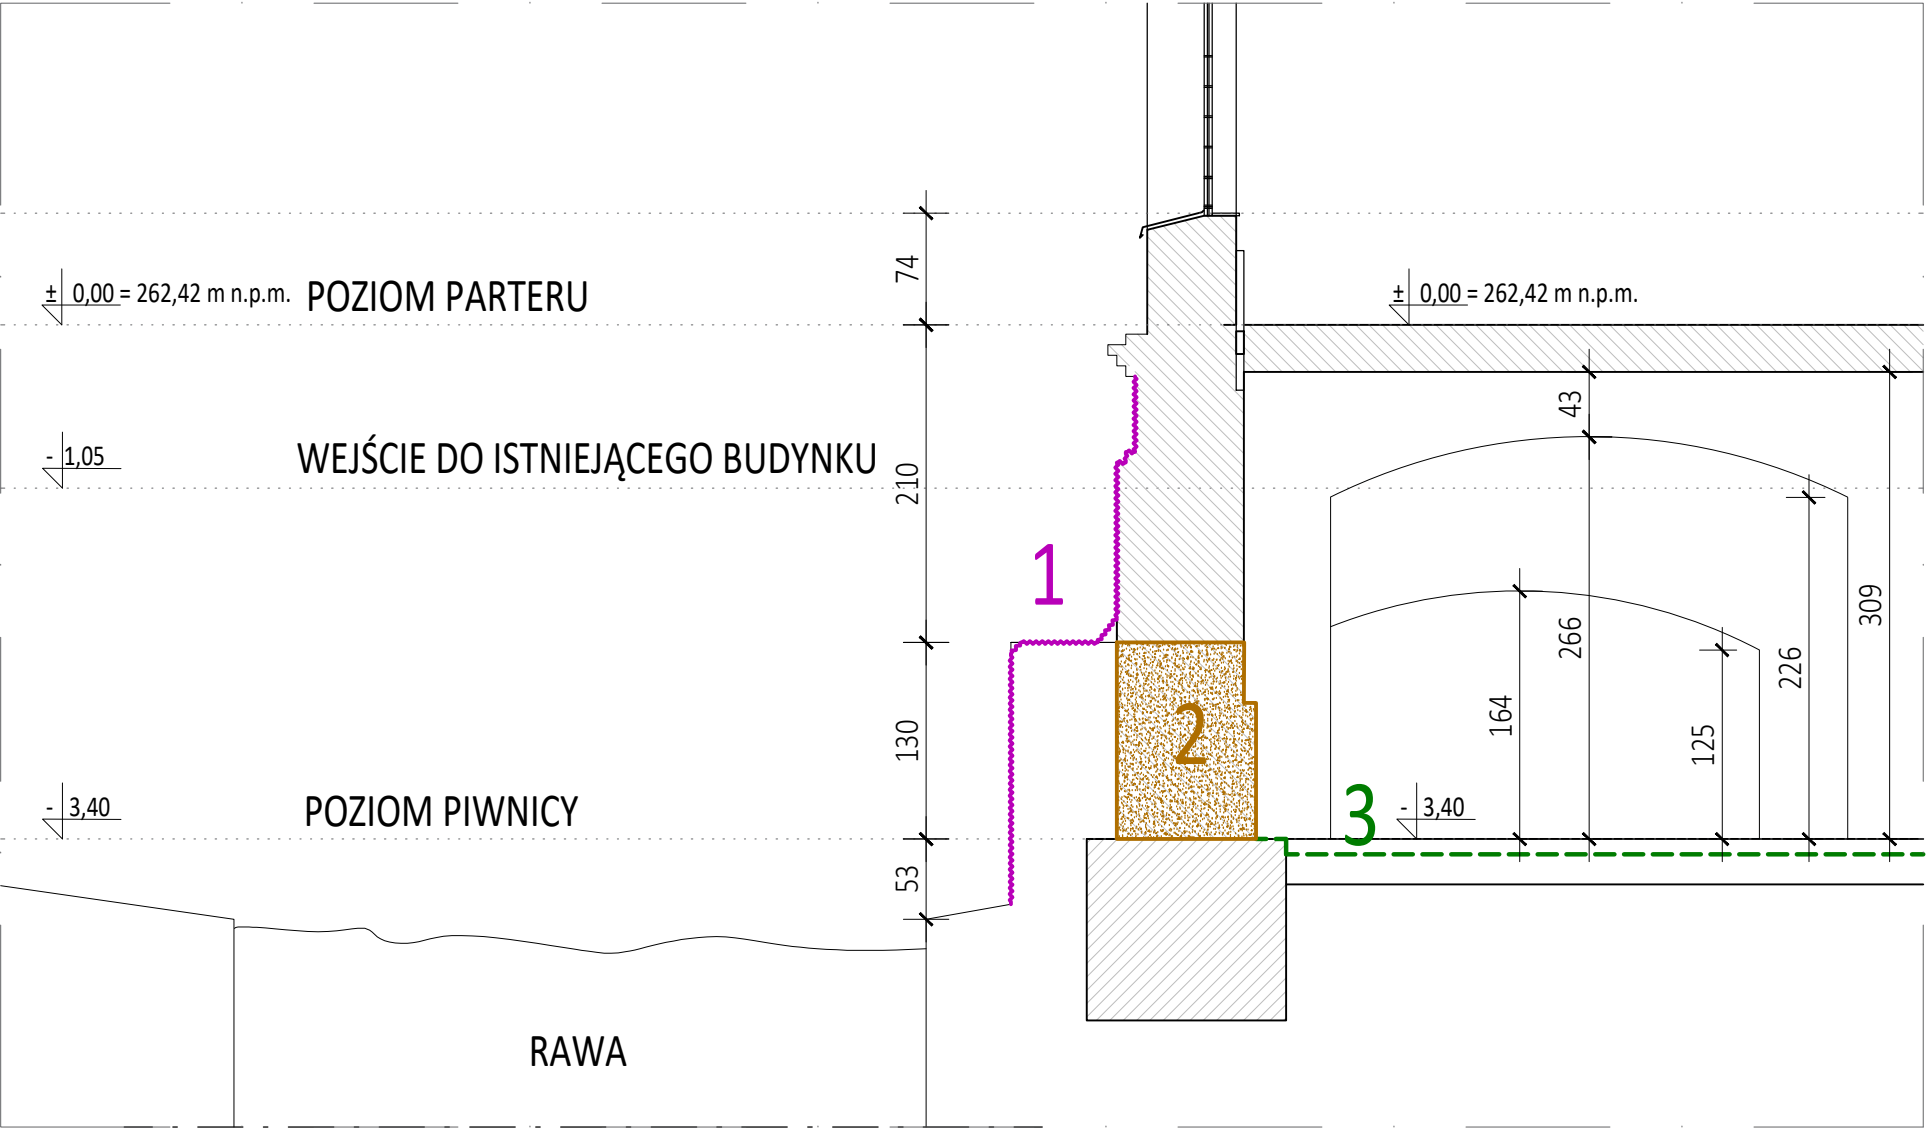 74
± 0,00 = 262,42 m n.p.m. POZIOM PARTERU
± 0,00 = 262,42 m n.p.m.
43
- 1,05 WEJŚCIE DO ISTNIEJĄCEGO BUDYNKU
210
1
309
266
226
164
2
125
130
- 3,40 POZIOM PIWNICY
3
- 3,40
53
RAWA